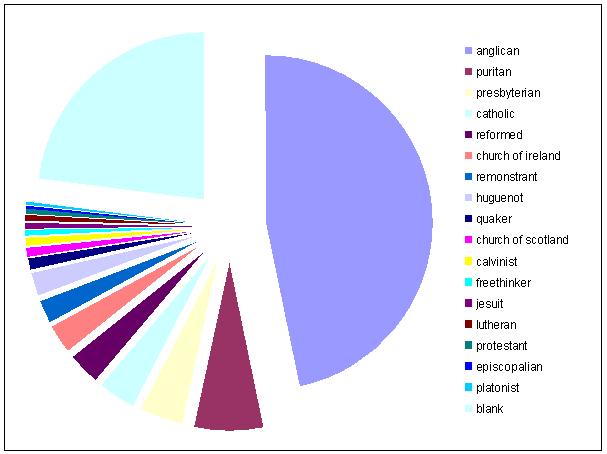 anglican
puritan
presbyterian
catholic
reformed
church of ireland
remonstrant
huguenot
quaker
church of scotland
calvinist
freethinker
jesuit
lutheran
protestant
episcopalian
platonist
blank